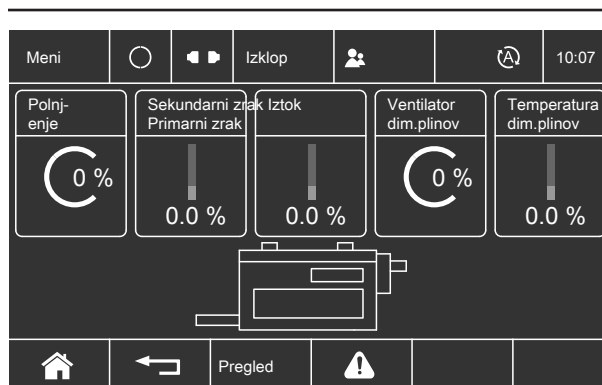 Meni
Izklop
A
10:07
Polnj-
enje
0 %
Sekundarni zrak Iztok
Primarni zrak
0.0 %
0.0 %
Ventilator
dim.plinov
0 %
Temperatura
dim.plinov
0.0 %
Pregled